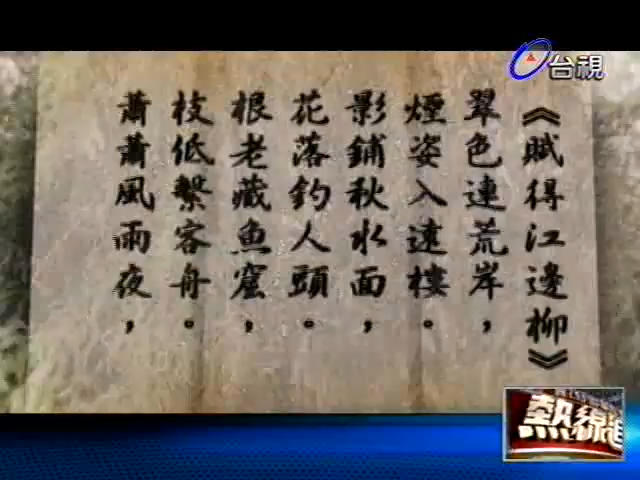 《賦得江邊柳》
翠色連荒岸，
煙姿入遠樓。
影鋪秋水面，
花落釣人頭。
根老藏魚窟，
枝低繫客舟。
蕭蕭風雨夜，
台視
熱線追